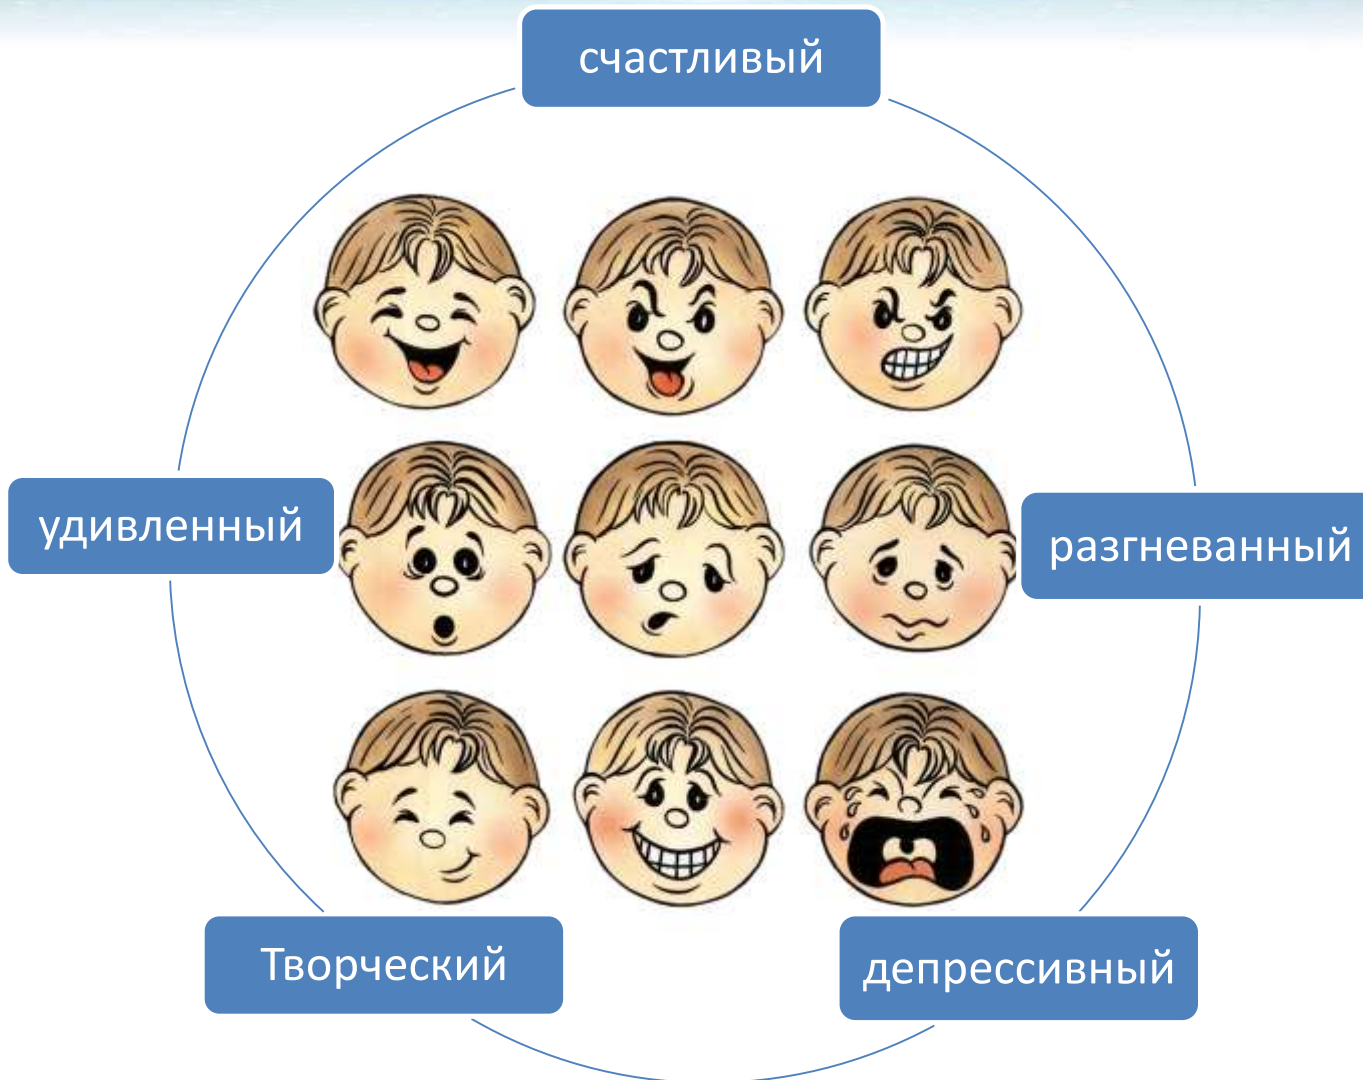 счастливый
удивленный
разгневанный
Творческий
депрессивный